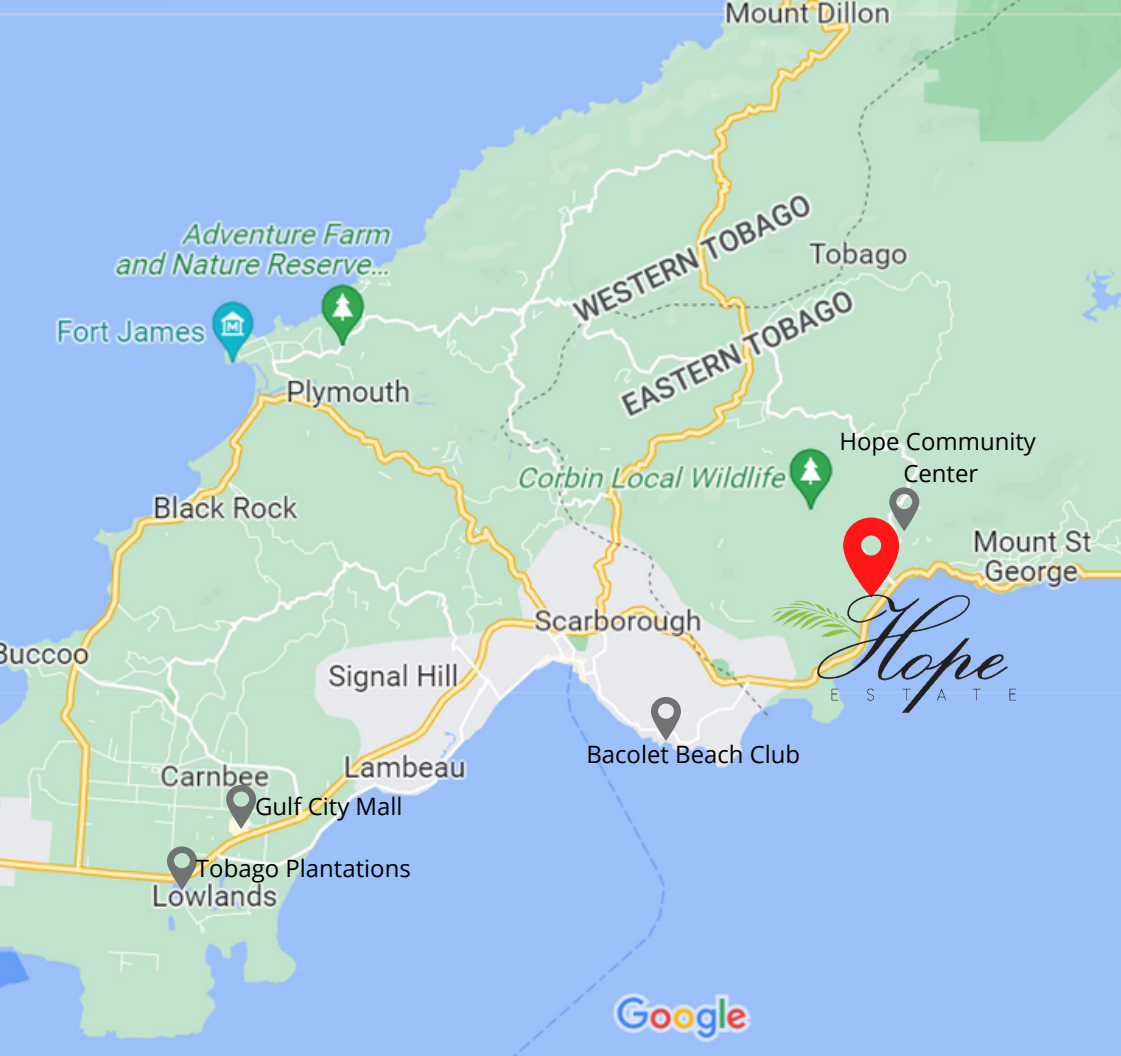 Mount Dillon
WESTERN TOBAGO
Adventure Farm
and Nature Reserve...
Tobago
EASTERN TOBAGO
Fort James
Plymouth
Hope Community
Center
Corbin Local Wildlife
Black Rock
Mount St
George
Scarborough
Hope
ESTATE
Buccoo
Signal Hill
Bacolet Beach Club
Lambeau
Carnbee
Gulf City Mall
Tobago Plantations
Lowlands
Google